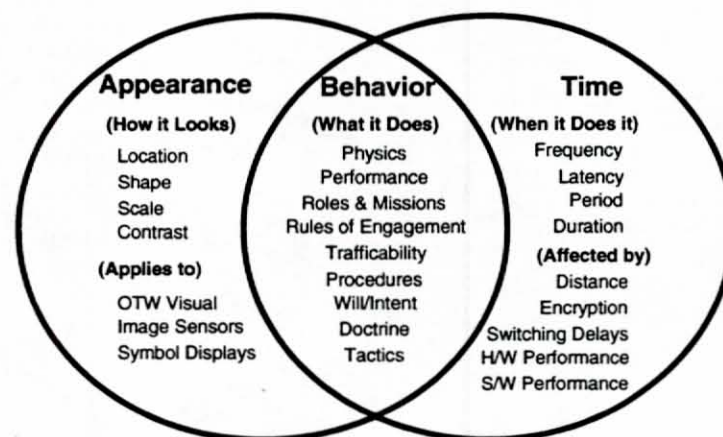 Appearance
(How it Looks)
Location
Shape
Scale
Contrast
(Applies to)
OTW Visual
Image Sensors
Symbol Displays
Behavior
(What it Does)
Physics
Performance
Roles & Missions
Rules of Engagement
Trafficability
Procedures
Will/Intent
Doctrine
Tactics
Time
(When it Does it)
Frequency
Latency
Period
Duration
(Affected by)
Distance
Encryption
Switching Delays
H/W Performance
S/W Performance